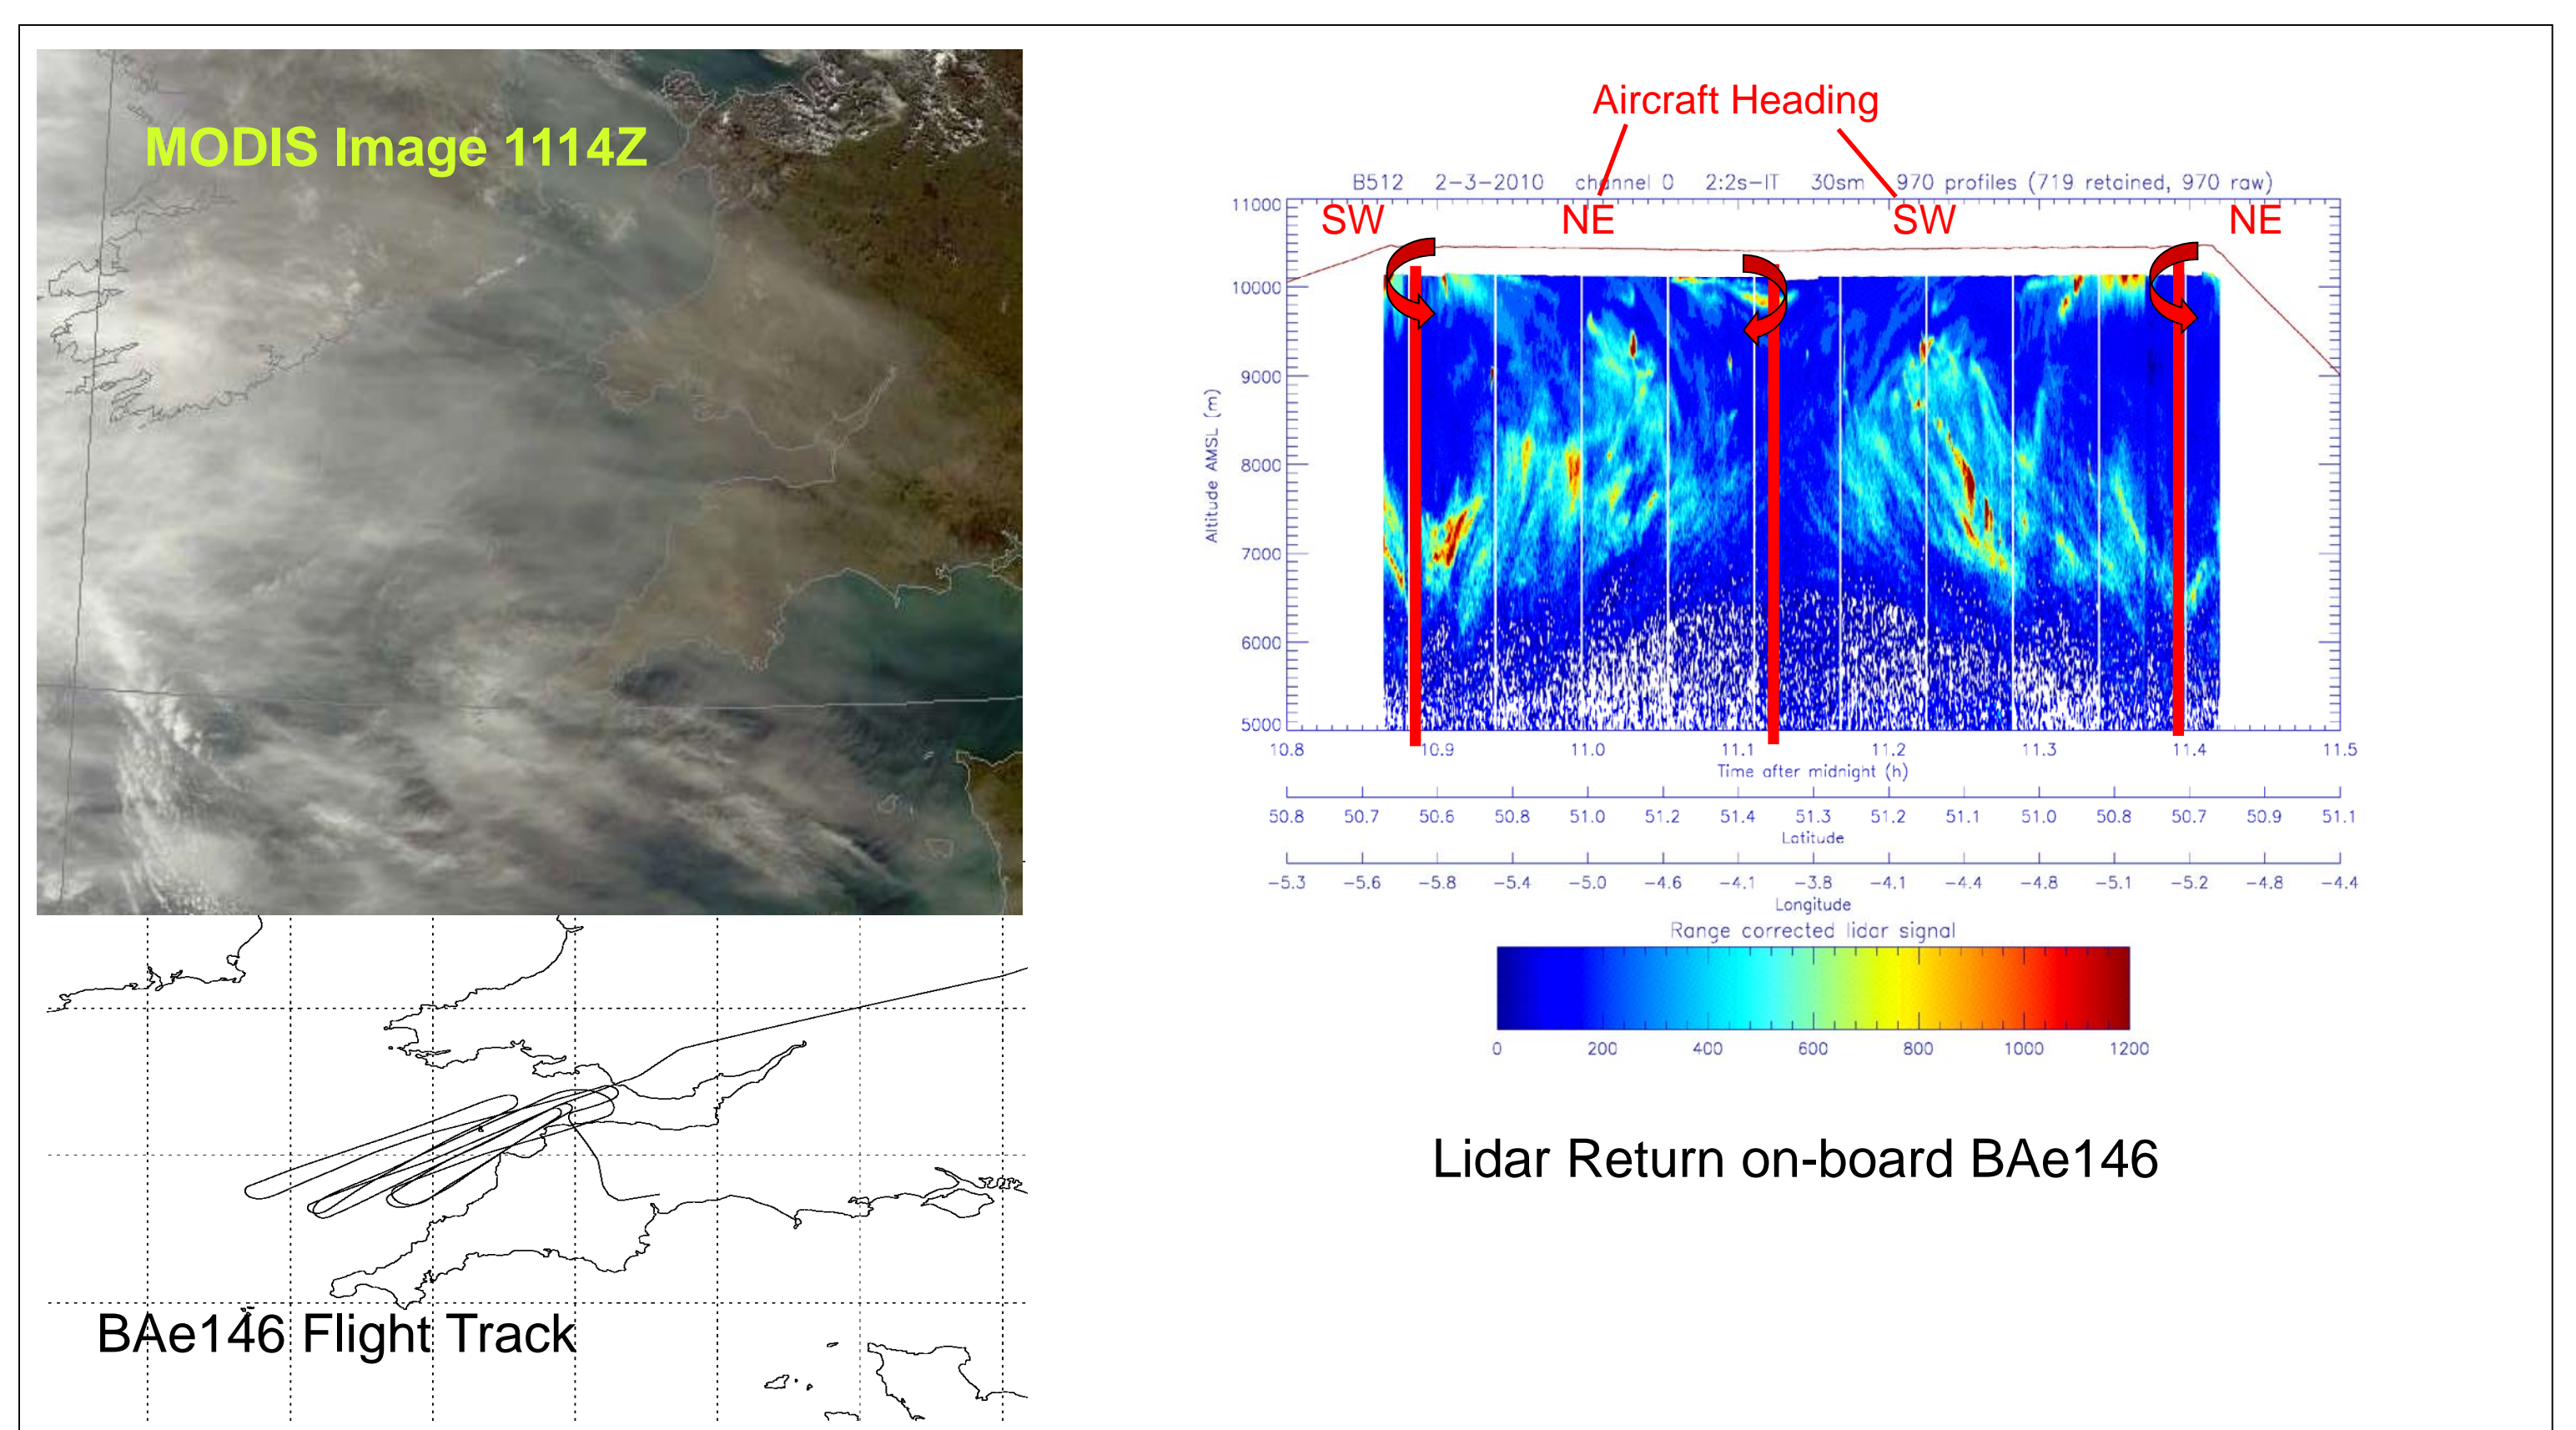 MODIS Image 1114Z
BAe146 Flight Track
Aircraft Heading
B512 2-3-2010 channel 0 2:2s-IT 30sm 970 profiles (719 retained, 970 raw)
SW NE SW NE
Altitude AMSL (m)
11000
10000
9000
8000
7000
6000
5000
10.8 10.9 11.0 11.1 11.2 11.3 11.4 11.5
Time after midnight (h)
50.8 50.7 50.6 50.8 51.0 51.2 51.4 51.3 51.2 51.1 51.0 50.8 50.7 50.9 51.1
Latitude
-5.3 -5.6 -5.8 -5.4 -5.0 -4.6 -4.1 -3.8 -4.1 -4.4 -4.8 -5.1 -5.2 -4.8 -4.4
Longitude
Range corrected lidar signal
0 200 400 600 800 1000 1200
Lidar Return on-board BAe146